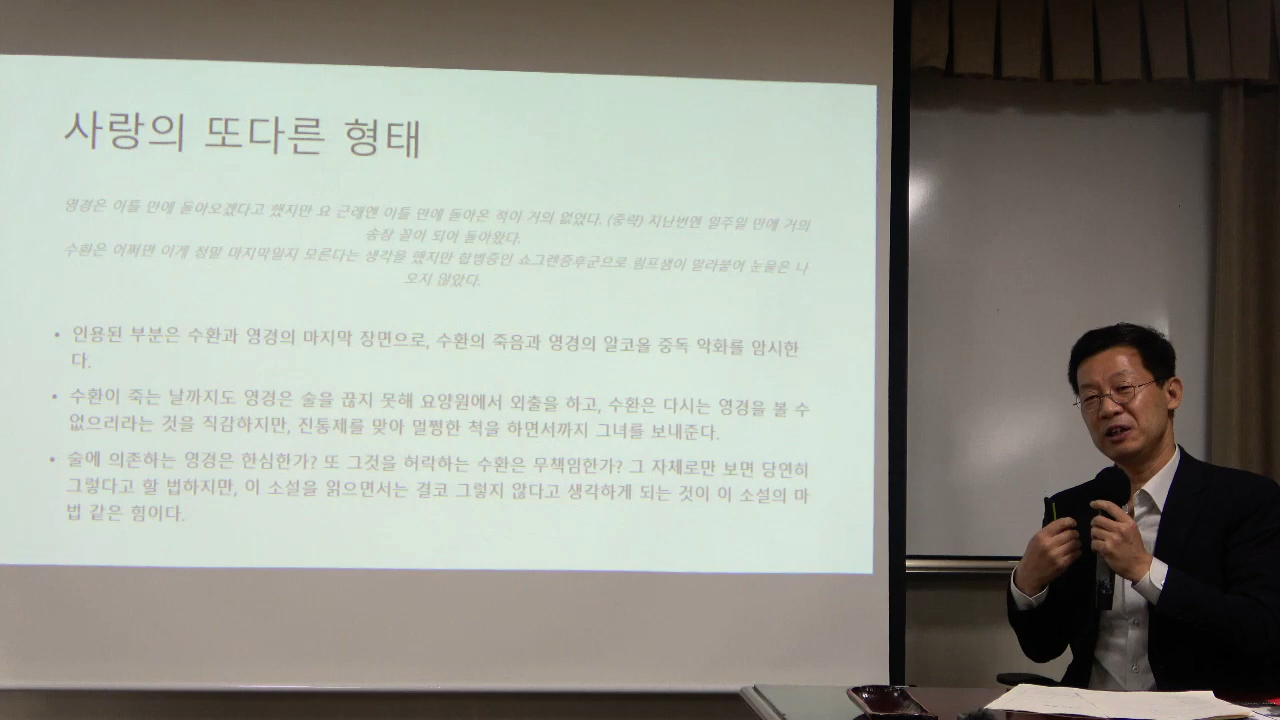 사랑의 또다른 형태
영경은 이틀 만에 돌아오겠다고 했지만 요 근래엔 이틀 만에 돌아온 적이 거의 없었다. (중략) 지난번엔 일주일 만에 거의
송장 꼴이 되어 돌아왔다.
수환은 어쩌면 이게 정말 마지막일지 모른다는 생각을 했지만 합병증인 쇼그렌증후군으로 림프샘이 말라붙어 눈물은 나
오지 않았다.
• 인용된 부분은 수환과 영경의 마지막 장면으로, 수환의 죽음과 영경의 알코올 중독 악화를 암시한
다.
• 수환이 죽는 날까지도 영경은 술을 끊지 못해 요양원에서 외출을 하고, 수환은 다시는 영경을 볼 수
없으리라는 것을 직감하지만, 진통제를 맞아 멀쩡한 척을 하면서까지 그녀를 보내준다.
• 술에 의존하는 영경은 한심한가? 또 그것을 허락하는 수환은 무책임한가? 그 자체로만 보면 당연히
그렇다고 할 법하지만, 이 소설을 읽으면서는 결코 그렇지 않다고 생각하게 되는 것이 이 소설의 마
법 같은 힘이다.